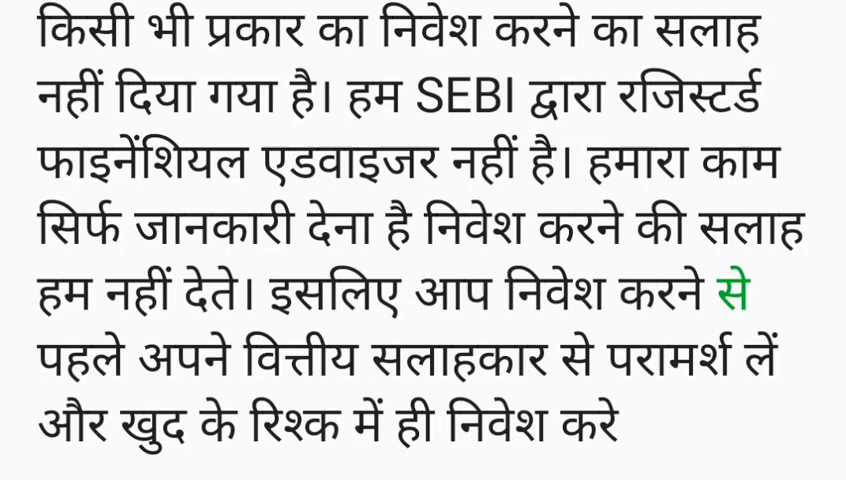 किसी भी प्रकार का निवेश करने का सलाह
नहीं दिया गया है। हम SEBI द्वारा रजिस्टर्ड
फाइनेंशियल एडवाइजर नहीं है। हमारा काम
सिर्फ जानकारी देना है निवेश करने की सलाह
हम नहीं देते। इसलिए आप निवेश करने से
पहले अपने वित्तीय सलाहकार से परामर्श लें
और खुद के रिश्क में ही निवेश करे